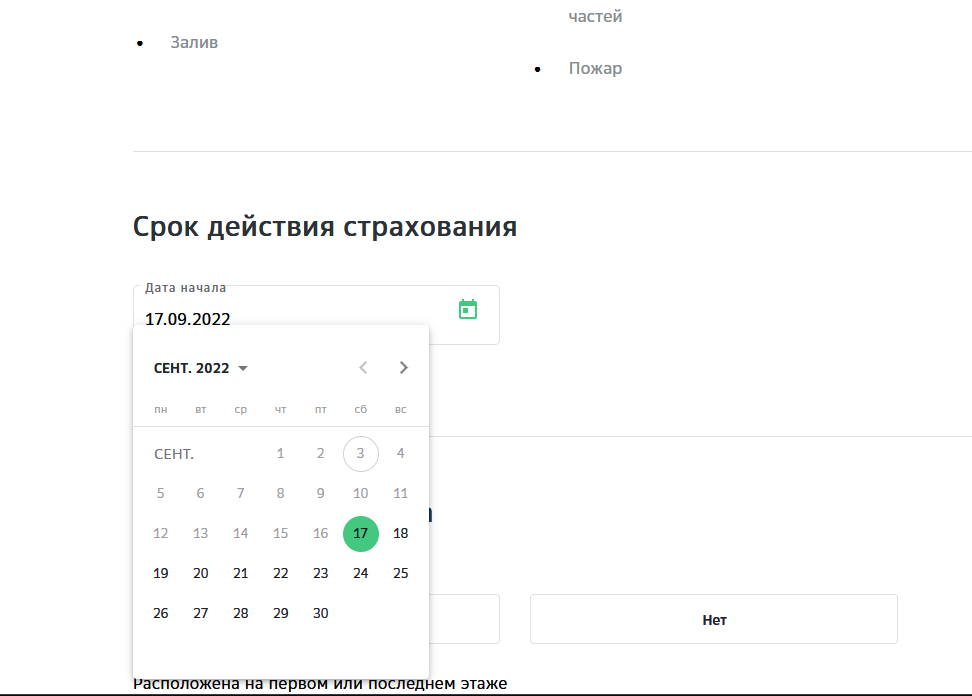 частей
Залив
Пожар
Срок действия страхования
Дата начала
17.09.2022
СЕНТ. 2022
пн вт ср чт пт сб вс
СЕНТ. 1 2 3 4
5 6 7 8 9 10 11
12 13 14 15 16 17 18
19 20 21 22 23 24 25
26 27 28 29 30
Нет
Расположена на первом или последнем этаже